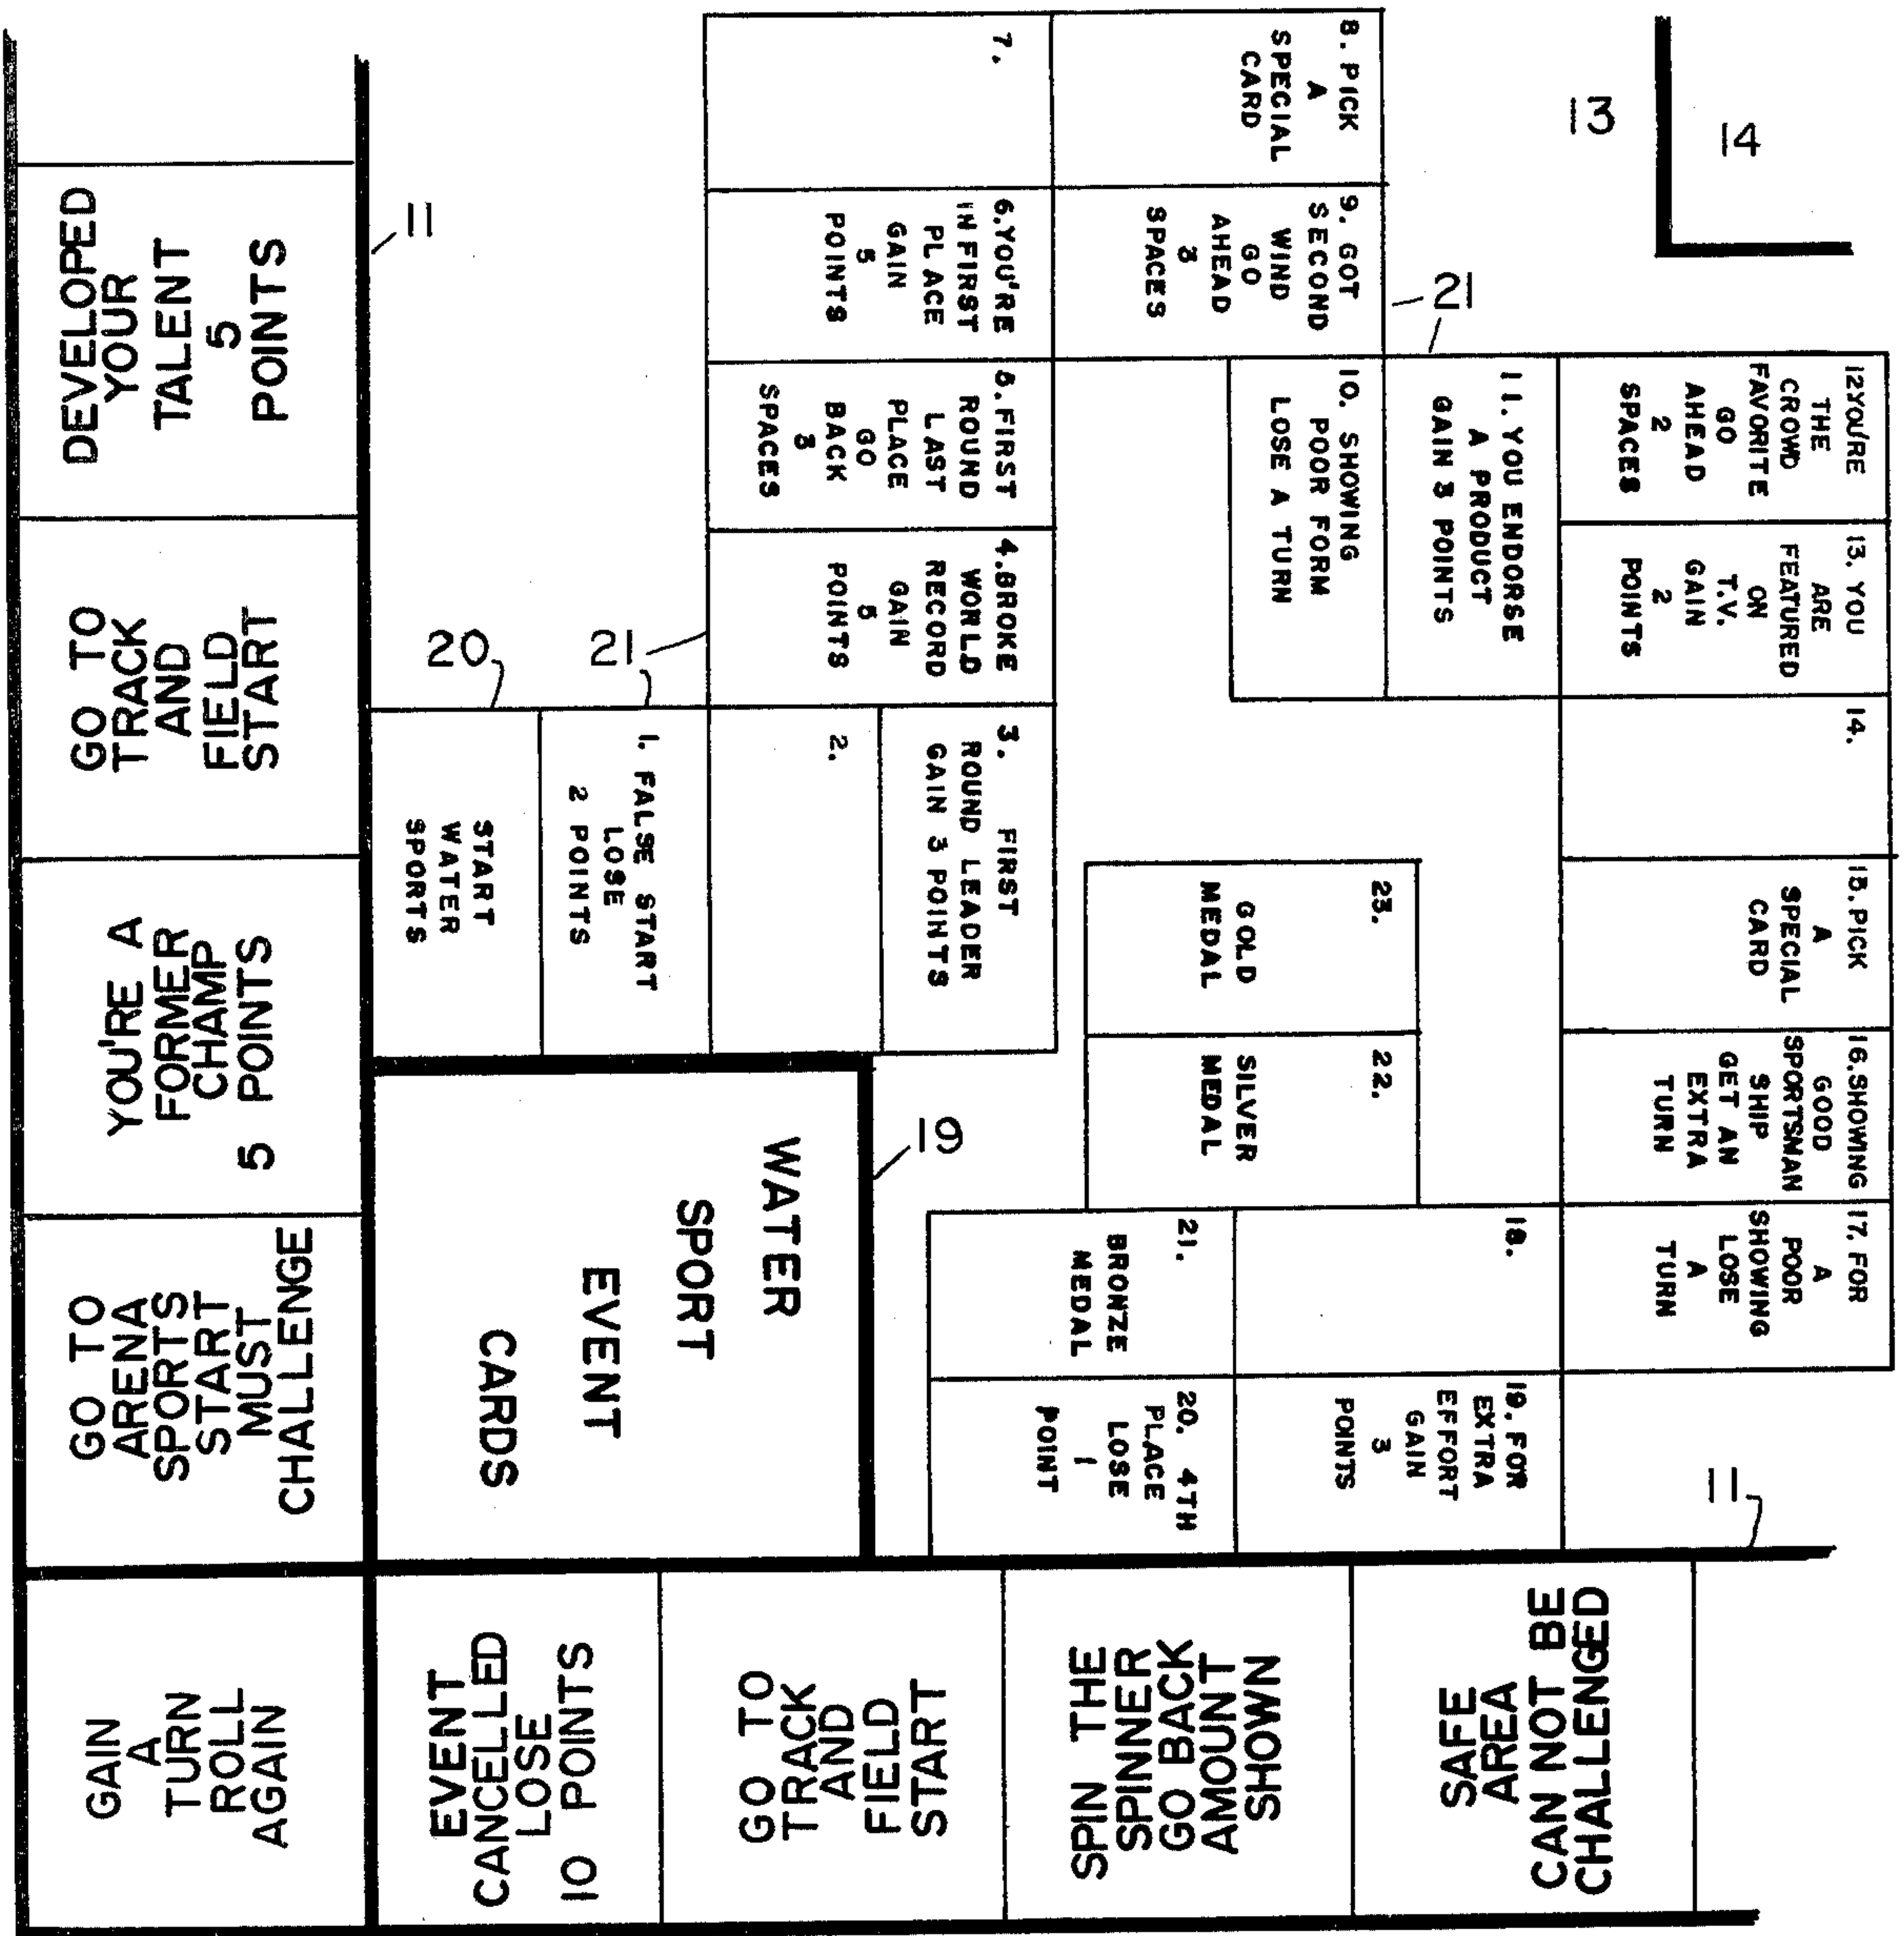 8. PICK
A
SPECIAL
CARD
7.
13
14
9. GOT
SECOND
WIND
GO
AHEAD
3
SPACES
6. YOU'RE
IN FIRST
PLACE
GAIN
5
POINTS
11
21
12 YOU'RE
THE
CROWD
FAVORITE
GO
AHEAD
2
SPACES
11. YOU ENDORSE
A PRODUCT
GAIN 3 POINTS
10. SHOWING
POOR FORM
LOSE A TURN
5. FIRST
ROUND
LAST
PLACE
GO
BACK
3
SPACES
13. YOU
ARE
FEATURED
ON
T.V.
GAIN
2
POINTS
4. BROKE
WORLD
RECORD
GAIN
5
POINTS
20
21
14.
3. FIRST
ROUND LEADER
GAIN 3 POINTS
2.
1. FALSE START
LOSE
2 POINTS
START
WATER
SPORTS
15. PICK
A
SPECIAL
CARD
23.
GOLD
MEDAL
16. SHOWING
GOOD
SPORTSMAN
SHIP
GET AN
EXTRA
TURN
22.
SILVER
MEDAL
19
17. FOR
A
POOR
SHOWING
LOSE
A
TURN
18.
21.
BRONZE
MEDAL
19. FOR
EXTRA
EFFORT
GAIN
3
POINTS
20. 4TH
PLACE
LOSE
1
POINT
11
WATER
SPORT
EVENT
CARDS
DEVELOPED
YOUR
TALENT
5
POINTS
GO TO
TRACK
AND
FIELD
START
YOU'RE A
FORMER
CHAMP
5 POINTS
GO TO
ARENA
SPORTS
START
MUST
CHALLENGE
GAIN
A
TURN
ROLL
AGAIN
EVENT
CANCELLED
LOSE
10 POINTS
GO TO
TRACK
AND
FIELD
START
SPIN THE
SPINNER
GO BACK
AMOUNT
SHOWN
SAFE
AREA
CAN NOT BE
CHALLENGED